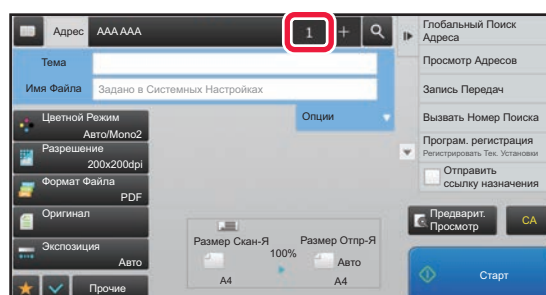 Адрес AAA AAA 1 +
Тема
Имя Файла Задано в Системных Настройках
Опции
Цветной Режим
Авто/Mono2
Разрешение
200x200dpi
Формат Файла
PDF
Оригинал
Экспозиция
Авто
Прочие
Размер Скан-Я
A4
100%
Размер Отпр-Я
Авто
A4
Глобальный Поиск
Адреса
Просмотр Адресов
Запись Передач
Вызвать Номер Поиска
Програм. регистрация
Регистрировать Тек. Установки
Отправить
ссылку назначения
Предварит.
Просмотр
CA
Старт